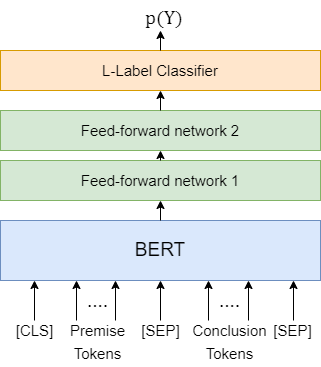 p(Y)
L-Label Classifier
Feed-forward network 2
Feed-forward network 1
BERT
.... ....
[CLS] Premise [SEP] Conclusion [SEP]
Tokens Tokens